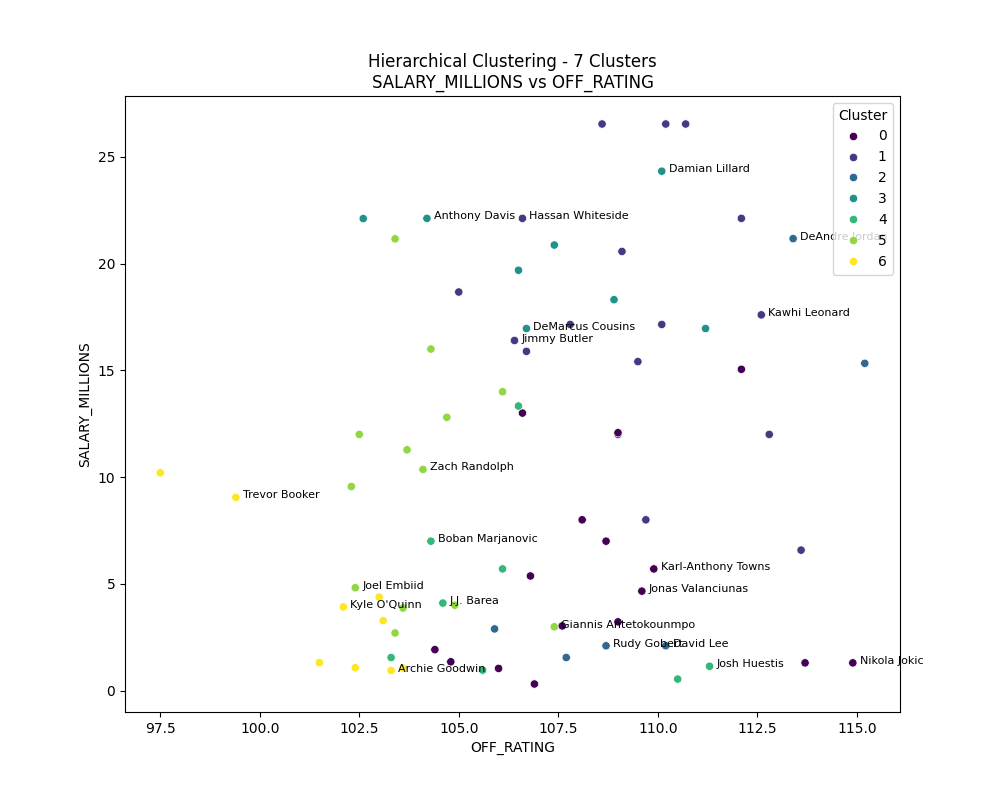 Hierarchical Clustering - 7 Clusters
SALARY_MILLIONS vs OFF_RATING
Cluster
0
1
2
3
4
5
6
Damian Lillard
Anthony Davis
Hassan Whiteside
DeAndre Jordan
Kawhi Leonard
DeMarcus Cousins
Jimmy Butler
Zach Randolph
Trevor Booker
Boban Marjanovic
Karl-Anthony Towns
Joel Embiid
Jonas Valanciunas
Kyle O'Quinn
J.J. Barea
Giannis Antetokounmpo
Rudy Gobert
David Lee
Archie Goodwin
Josh Huestis
Nikola Jokic
SALARY_MILLIONS
25
20
15
10
5
0
97.5
100.0
102.5
105.0
107.5
110.0
112.5
115.0
OFF_RATING